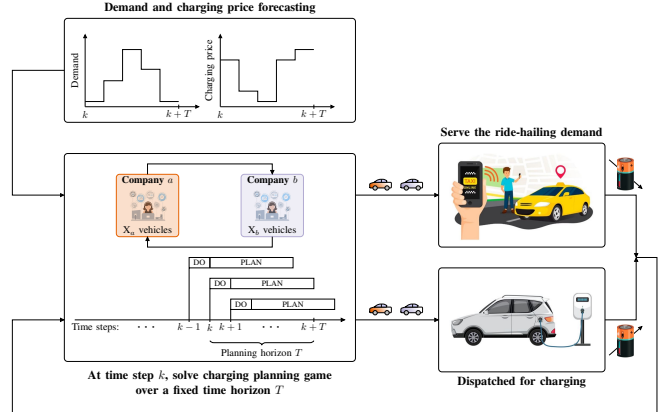 Demand and charging price forecasting
Demand
k
k + T
Charging price
k
k + T
Company a
X_a vehicles
Company b
X_b vehicles
DO PLAN
DO PLAN
DO PLAN
Time steps: · · · k − 1 k k + 1 · · · k + T
Planning horizon T
At time step k, solve charging planning game
over a fixed time horizon T
Serve the ride-hailing demand
TAXI
Dispatched for charging